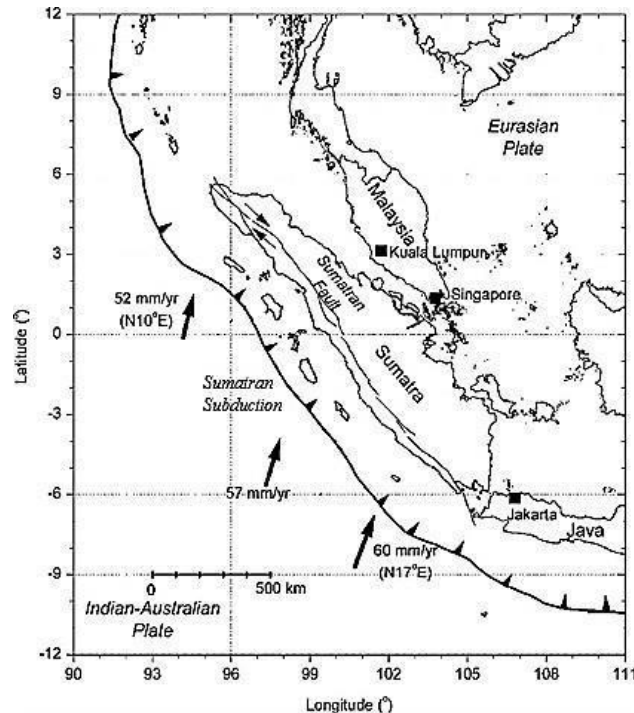 12
9
6
3
0
-3
-6
-9
-12
Latitude (°)
Eurasian
Plate
Malaysia
Kuala Lumpur
Singapore
Sumatran
Fault
Sumatra
52 mm/yr
(N10°E)
Sumatran
Subduction
57 mm/yr
Jakarta
Java
60 mm/yr
(N17°E)
0 500 km
Indian-Australian
Plate
90 93 96 99 102 105 108 111
Longitude (°)